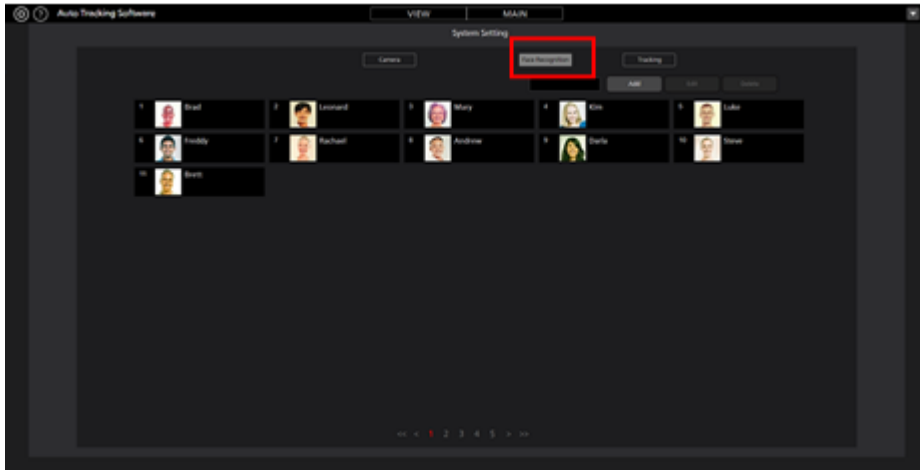 Auto Tracking Software VIEW MAIN
System Setting
Camera Face Recognition Tracking
Add Edit Delete
1 Brad 2 Leonard 3 Mary 4 Kim 5 Luke
6 Freddy 7 Rachael 8 Andrew 9 Darla 10 Steve
11 Brett
<< < 1 2 3 4 5 > >>